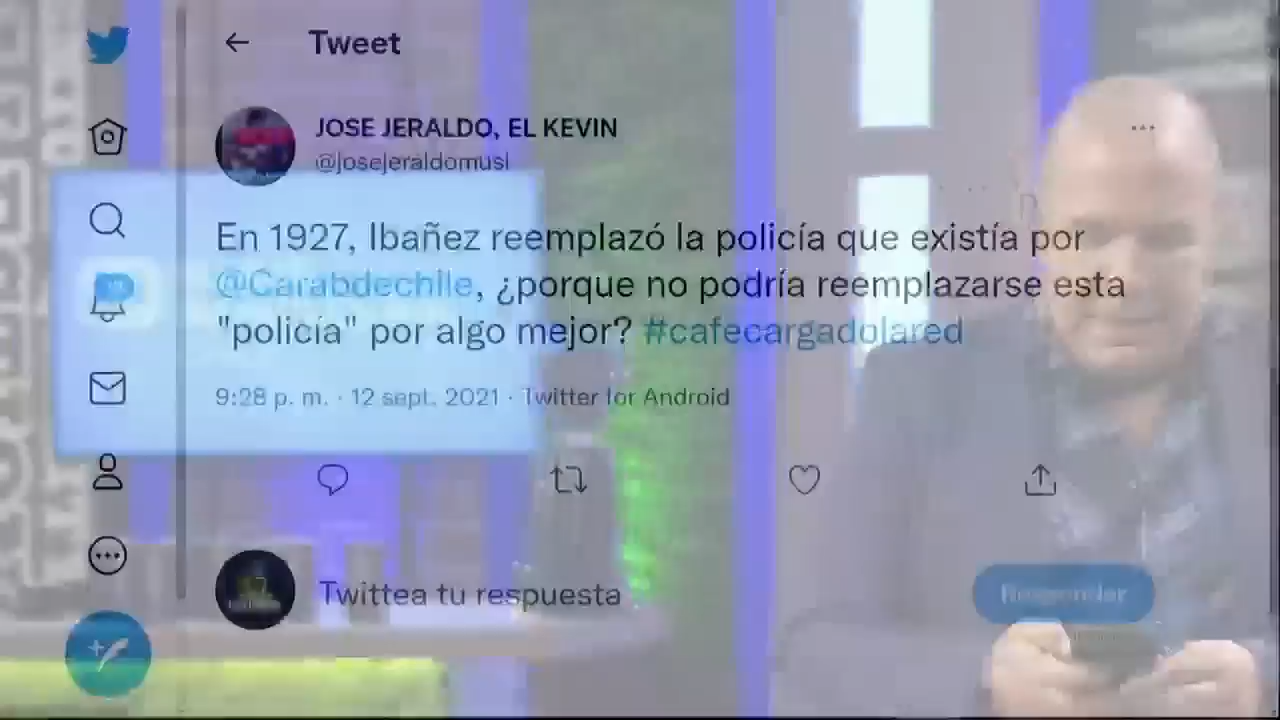 Tweet
JOSE JERALDO, EL KEVIN
@josejeraldomusi
En 1927, Ibañez reemplazó la policía que existía por
@Carabdechile, ¿porque no podría reemplazarse esta
"policía" por algo mejor? #cafecargadolared
9:28 p. m. · 12 sept. 2021 · Twitter for Android
Twittea tu respuesta
Responder